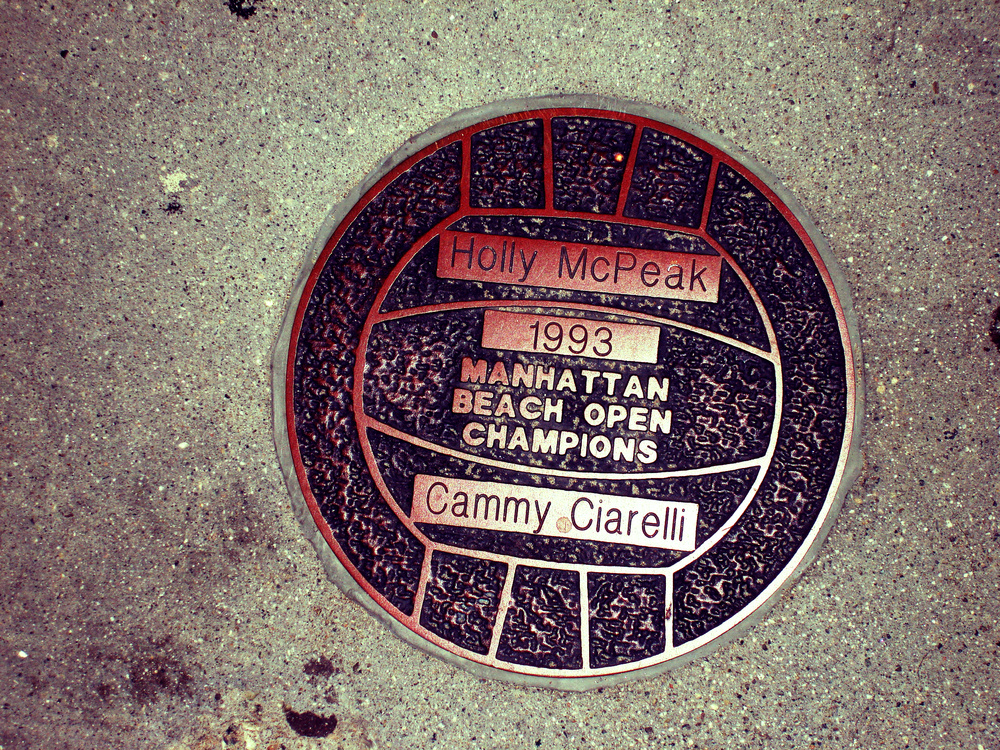 Holly McPeak
1993
MANHATTAN
BEACH OPEN
CHAMPIONS
Cammy Ciarelli